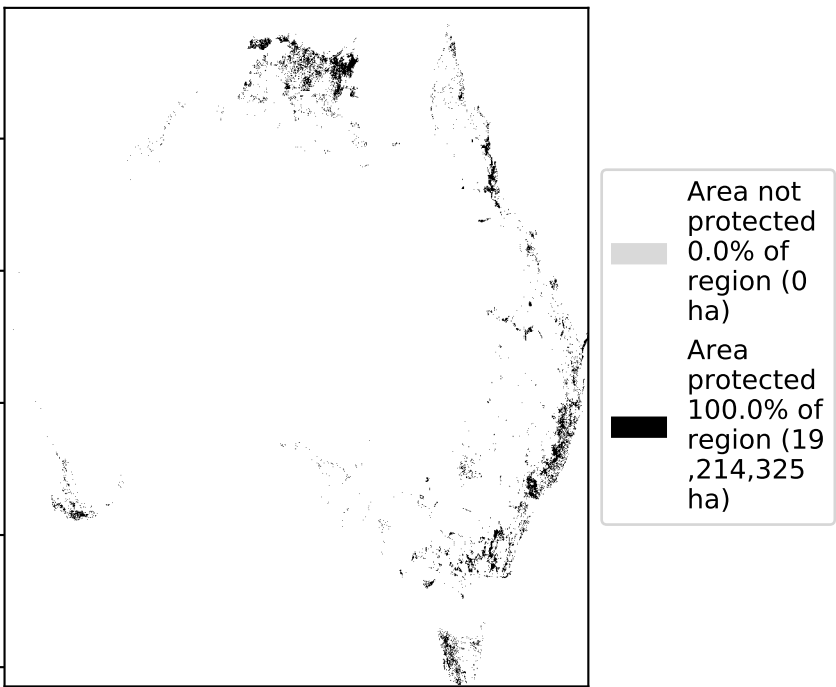 Area not
protected
0.0% of
region (0
ha)
Area
protected
100.0% of
region (19
,214,325
ha)